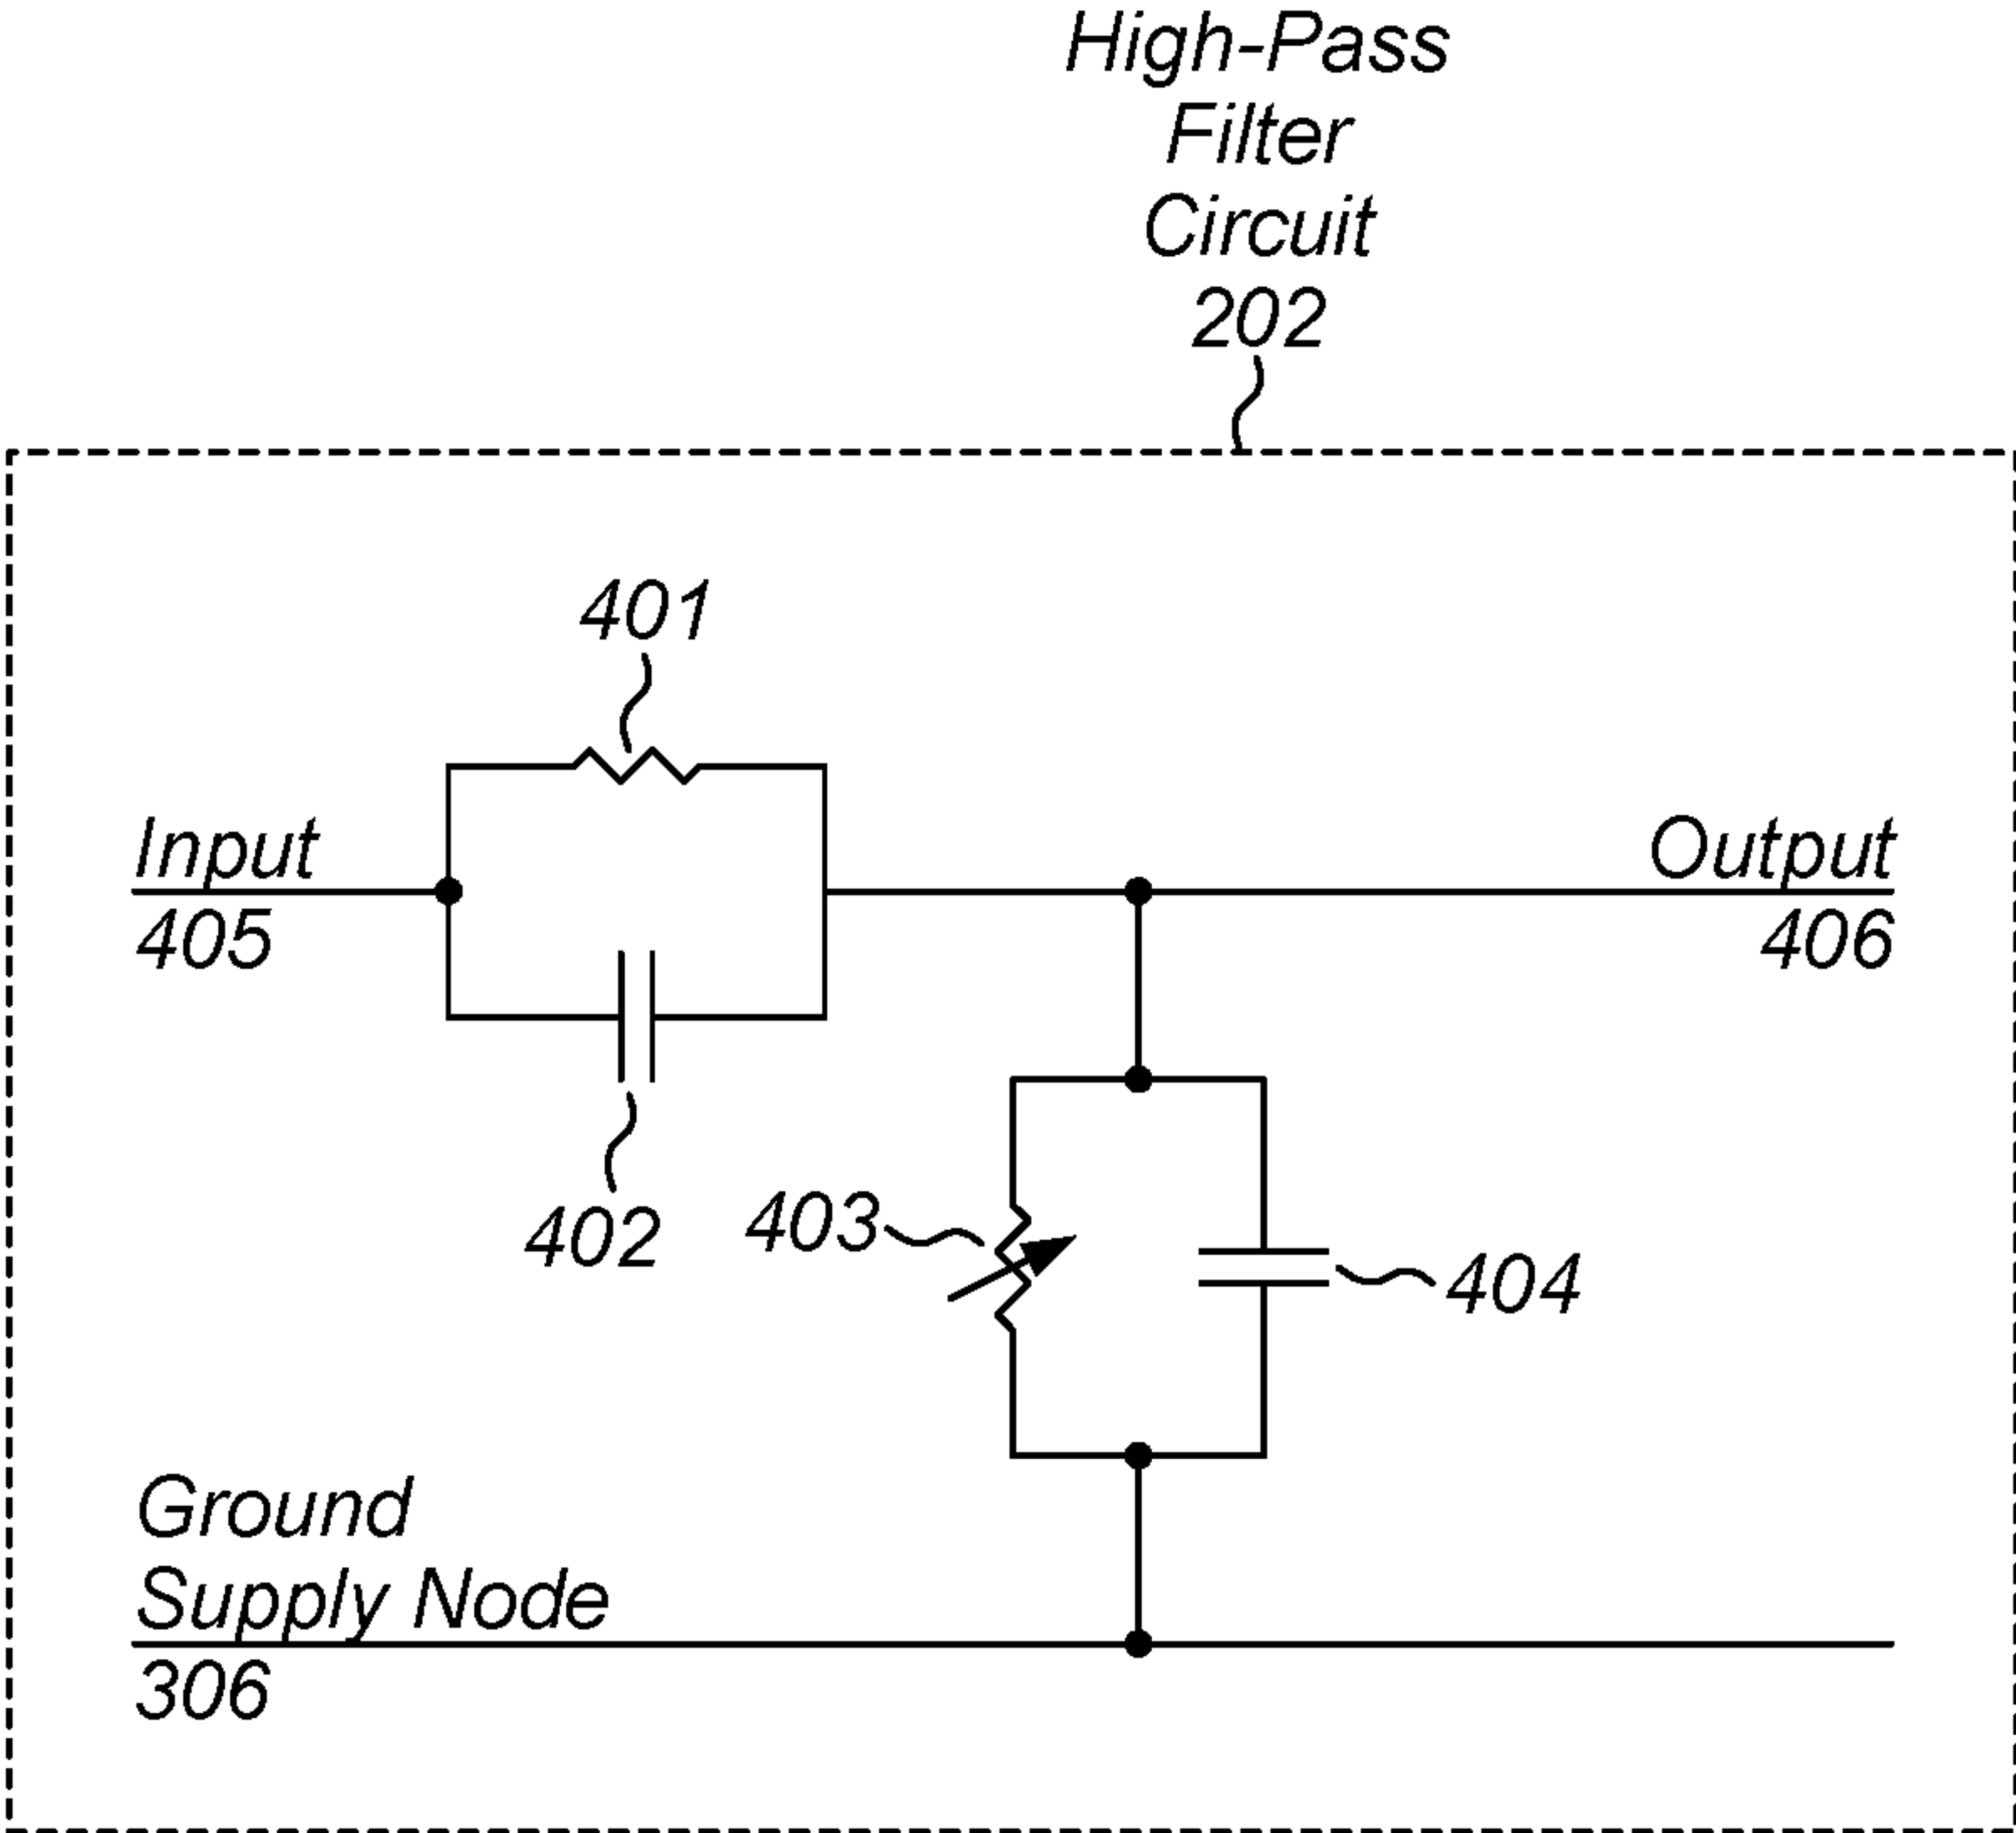 High-Pass
Filter
Circuit
202
401
Input
405
Output
406
402
403
404
Ground
Supply Node
306